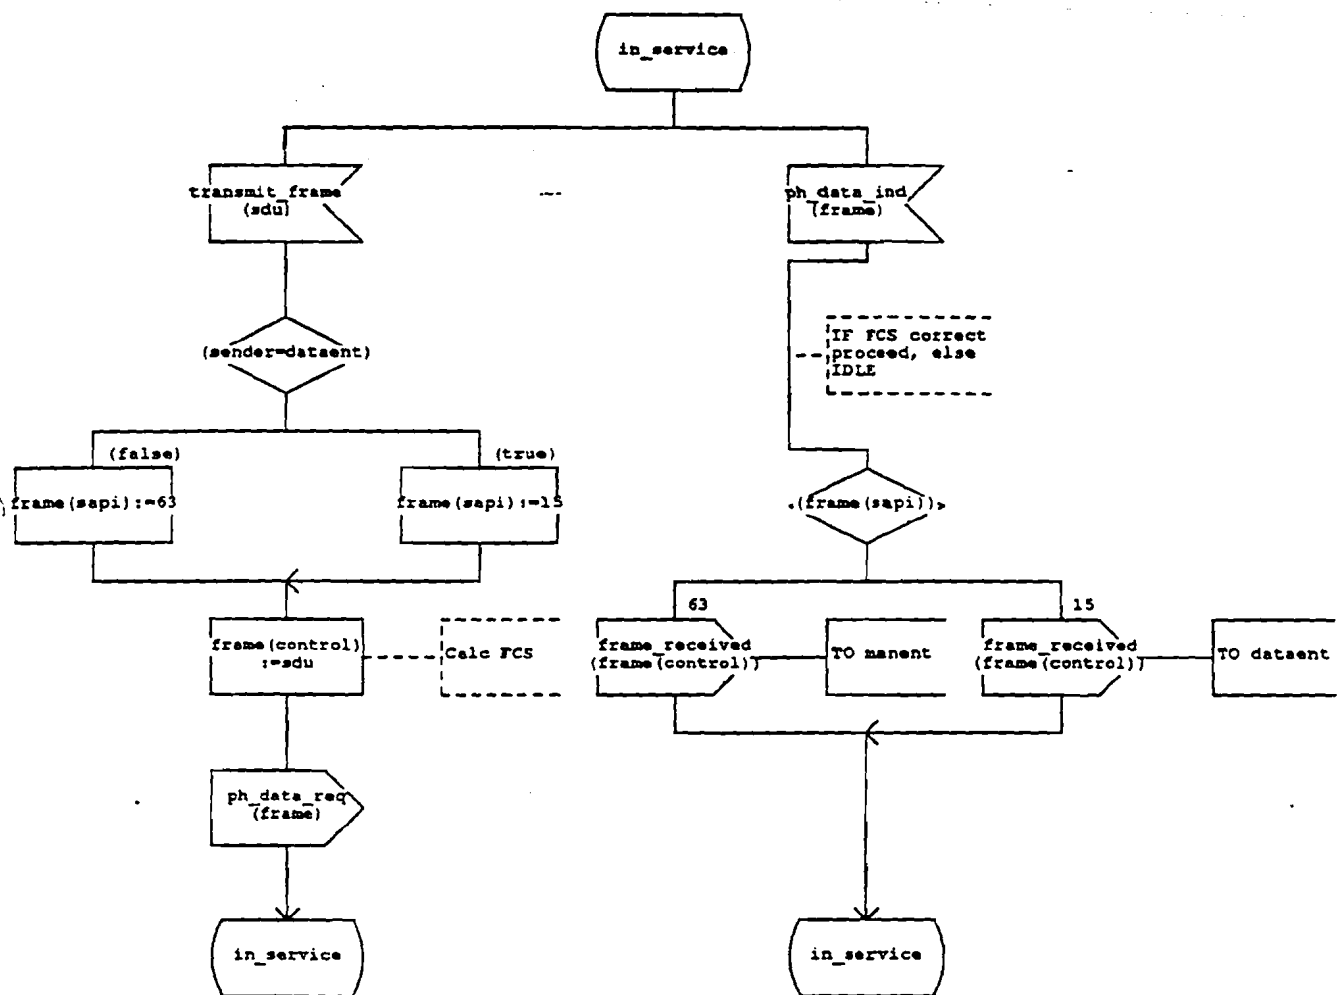 in_service
transmit_frame
(sdu)
ph_data_ind
(frame)
(sender=dataent)
IF FCS correct
proceed, else
IDLE
(false)
(true)
frame(sapi):=63
frame(sapi):=15
(frame(sapi))
63
15
frame(control)
:=sdu
Calc FCS
frame_received
(frame(control))
TO manent
frame_received
(frame(control))
TO dataent
ph_data_req
(frame)
in_service
in_service